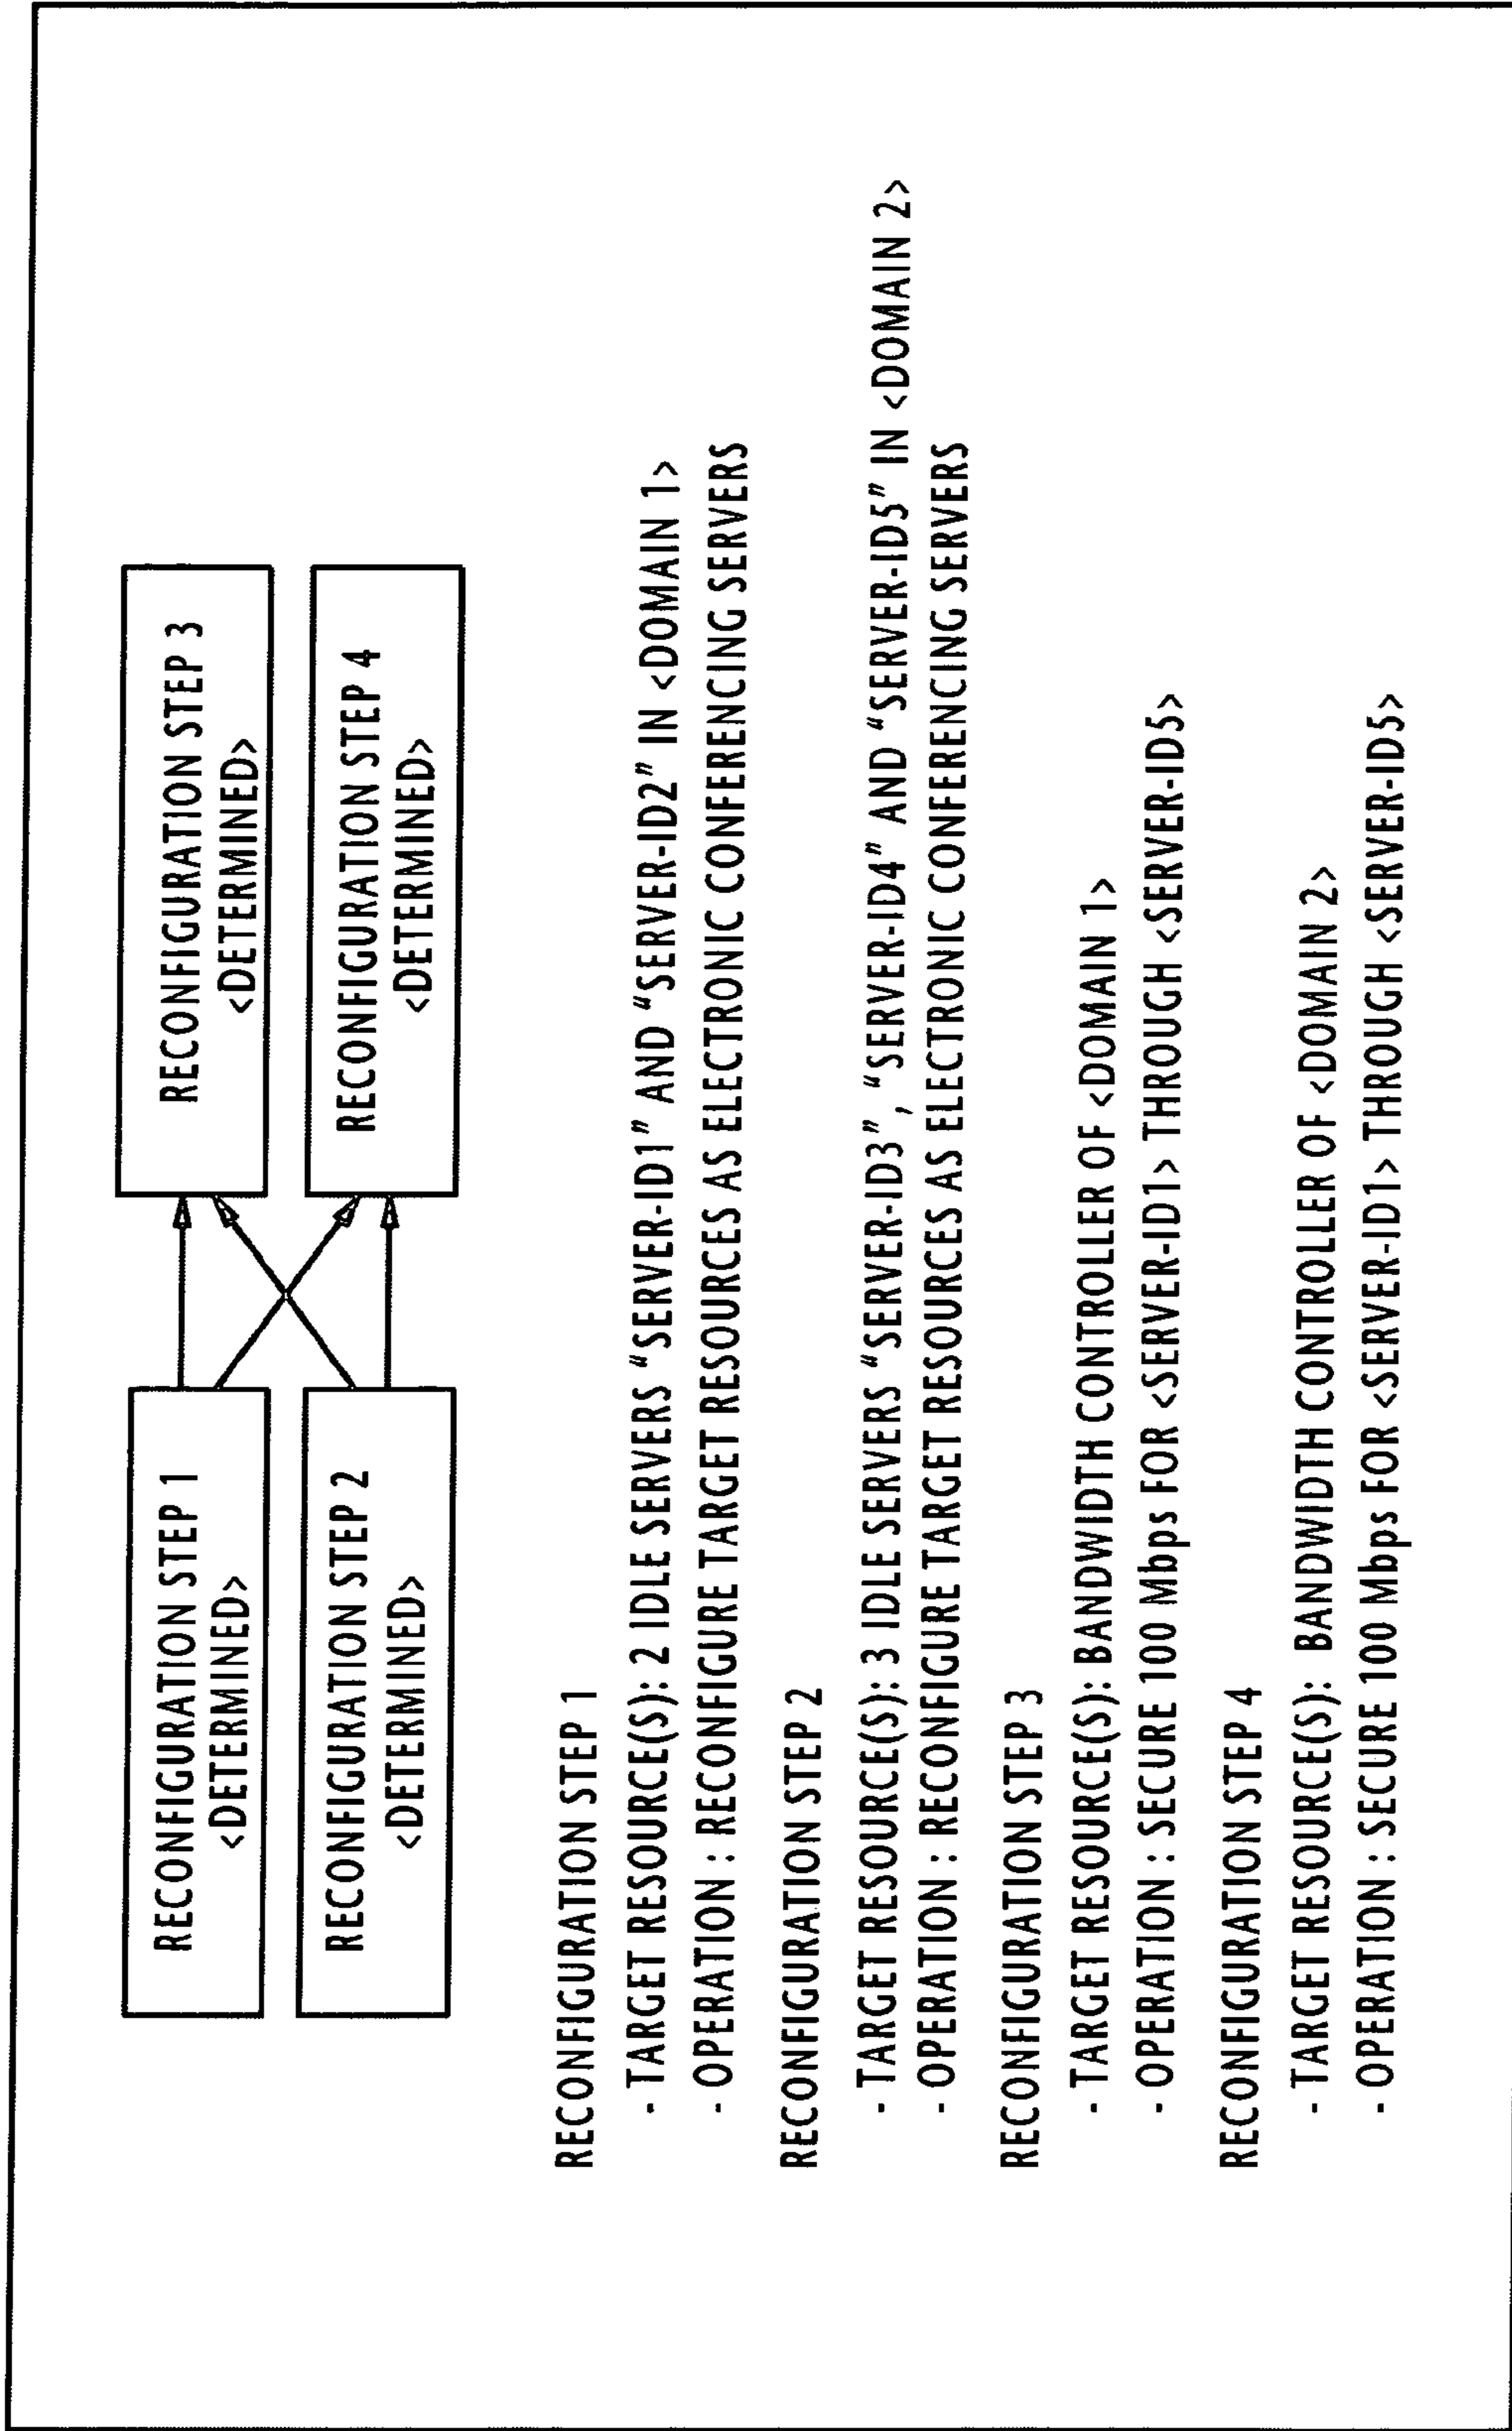 RECONFIGURATION STEP 1
<DETERMINED>
RECONFIGURATION STEP 3
<DETERMINED>
RECONFIGURATION STEP 2
<DETERMINED>
RECONFIGURATION STEP 4
<DETERMINED>
RECONFIGURATION STEP 1
- TARGET RESOURCE(S): 2 IDLE SERVERS “SERVER-ID1” AND “SERVER-ID2” IN <DOMAIN 1>
- OPERATION : RECONFIGURE TARGET RESOURCES AS ELECTRONIC CONFERENCING SERVERS
RECONFIGURATION STEP 2
- TARGET RESOURCE(S): 3 IDLE SERVERS “SERVER-ID3”, “SERVER-ID4” AND “SERVER-ID5” IN <DOMAIN 2>
- OPERATION : RECONFIGURE TARGET RESOURCES AS ELECTRONIC CONFERENCING SERVERS
RECONFIGURATION STEP 3
- TARGET RESOURCE(S): BANDWIDTH CONTROLLER OF <DOMAIN 1>
- OPERATION : SECURE 100 Mbps FOR <SERVER-ID1> THROUGH <SERVER-ID5>
RECONFIGURATION STEP 4
- TARGET RESOURCE(S): BANDWIDTH CONTROLLER OF <DOMAIN 2>
- OPERATION : SECURE 100 Mbps FOR <SERVER-ID1> THROUGH <SERVER-ID5>